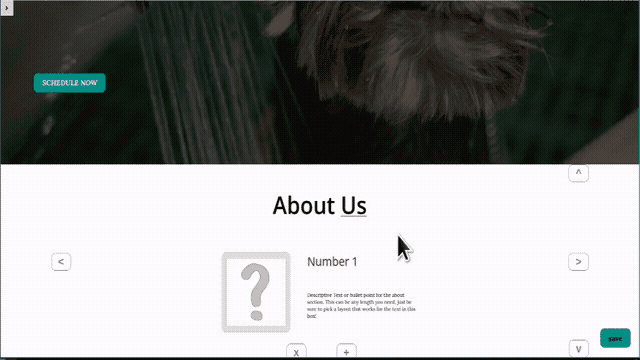 ›
SCHEDULE NOW
^
About Us
<
>
?
Number 1
Descriptive Text or bullet point for the about
section. This can be any length you need, just be
sure to pick a layout that works for the text in this
box!
save
x
+
v